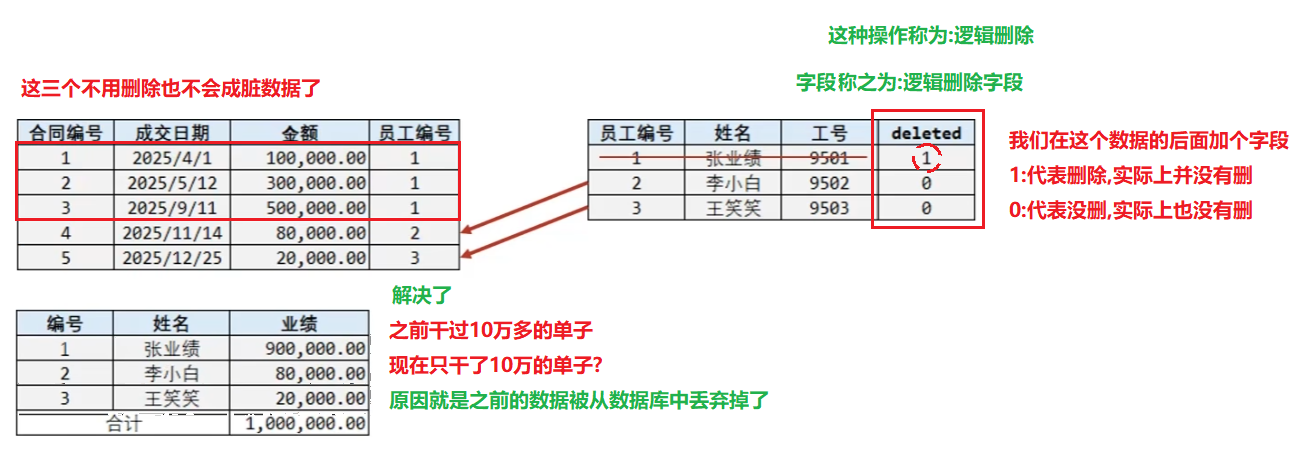 这种操作称为:逻辑删除
字段称之为:逻辑删除字段
这三个不用删除也不会成脏数据了
合同编号 成交日期 金额 员工编号
1 2025/4/1 100,000.00 1
2 2025/5/12 300,000.00 1
3 2025/9/11 500,000.00 1
4 2025/11/14 80,000.00 2
5 2025/12/25 20,000.00 3
员工编号 姓名 工号 deleted
1 张业绩 9501 1
2 李小白 9502 0
3 王笑笑 9503 0
我们在这个数据的后面加个字段
1:代表删除,实际上并没有删
0:代表没删,实际上也没有删
编号 姓名 业绩
1 张业绩 900,000.00
2 李小白 80,000.00
3 王笑笑 20,000.00
合计 1,000,000.00
解决了
之前干过10万多的单子
现在只干了10万的单子?
原因就是之前的数据被从数据库中丢弃掉了